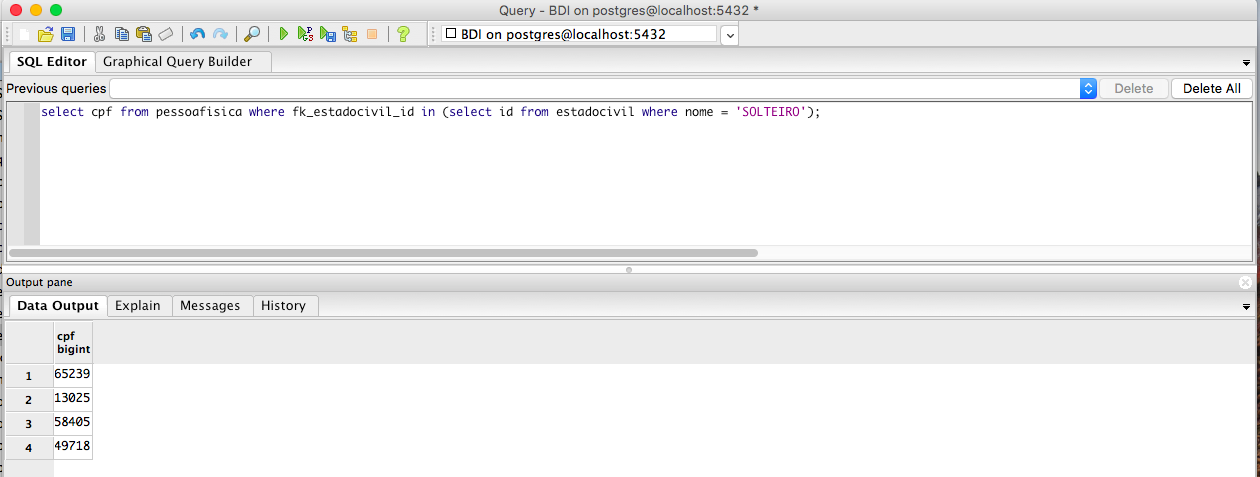 Query - BDI on postgres@localhost:5432 *
BDI on postgres@localhost:5432
SQL Editor Graphical Query Builder
Previous queries Delete Delete All
select cpf from pessoafisica where fk_estadocivil_id in (select id from estadocivil where nome = 'SOLTEIRO');
Output pane
Data Output Explain Messages History
cpf
bigint
1 65239
2 13025
3 58405
4 49718